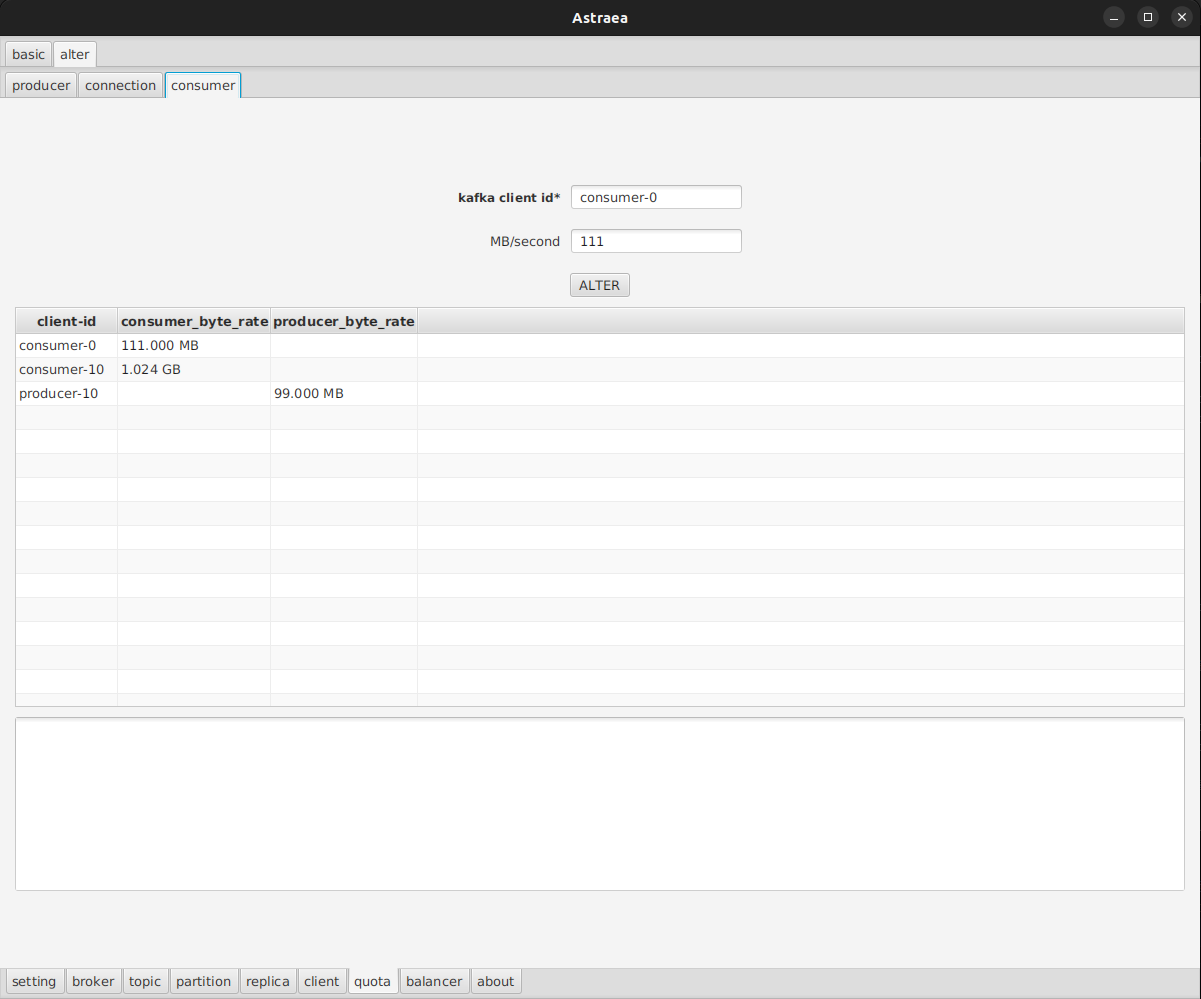 Astraea
basic alter
producer connection consumer
kafka client id* consumer-0
MB/second 111
ALTER
client-id consumer_byte_rate producer_byte_rate
consumer-0 111.000 MB
consumer-10 1.024 GB
producer-10 99.000 MB
setting broker topic partition replica client quota balancer about